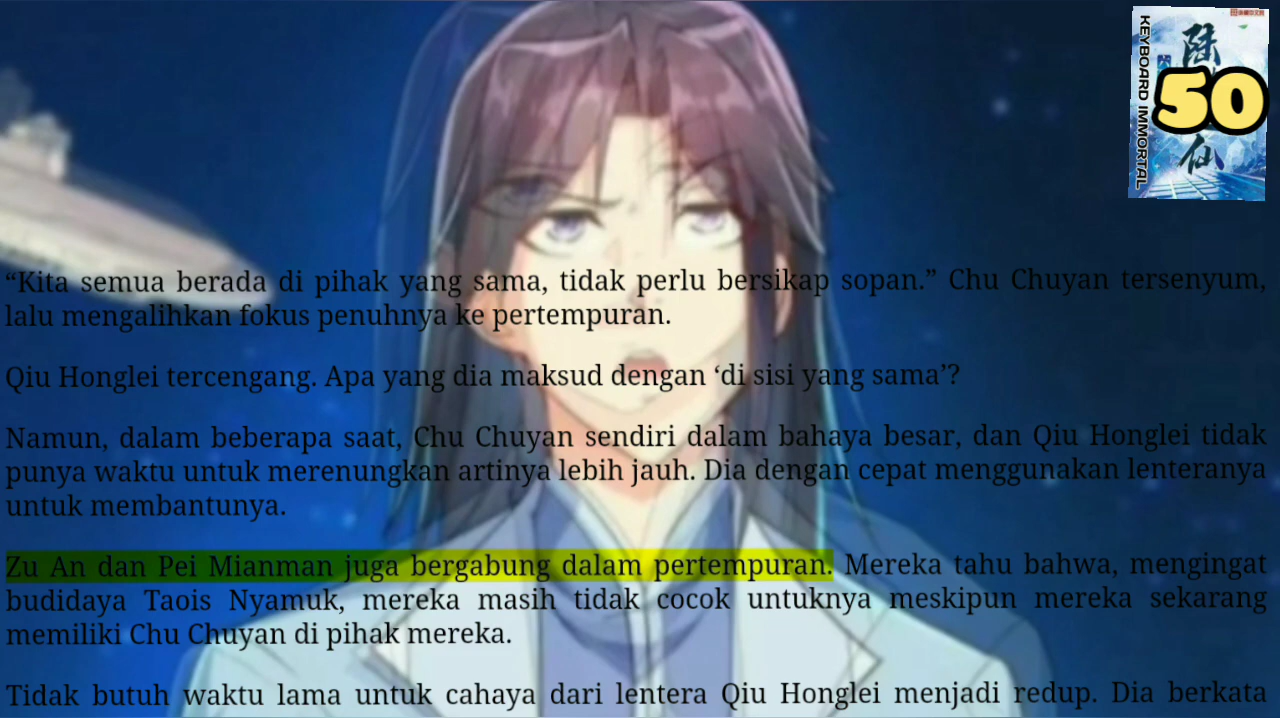 “Kita semua berada di pihak yang sama, tidak perlu bersikap sopan.” Chu Chuyan tersenyum,
lalu mengalihkan fokus penuhnya ke pertempuran.
Qiu Honglei tercengang. Apa yang dia maksud dengan ‘di sisi yang sama’?
Namun, dalam beberapa saat, Chu Chuyan sendiri dalam bahaya besar, dan Qiu Honglei tidak
punya waktu untuk merenungkan artinya lebih jauh. Dia dengan cepat menggunakan lenteranya
untuk membantunya.
Zu An dan Pei Mianman juga bergabung dalam pertempuran. Mereka tahu bahwa, mengingat
budidaya Taois Nyamuk, mereka masih tidak cocok untuknya meskipun mereka sekarang
memiliki Chu Chuyan di pihak mereka.
Tidak butuh waktu lama untuk cahaya dari lentera Qiu Honglei menjadi redup. Dia berkata
KEYBOARD IMMORTAL
陆
仙
50